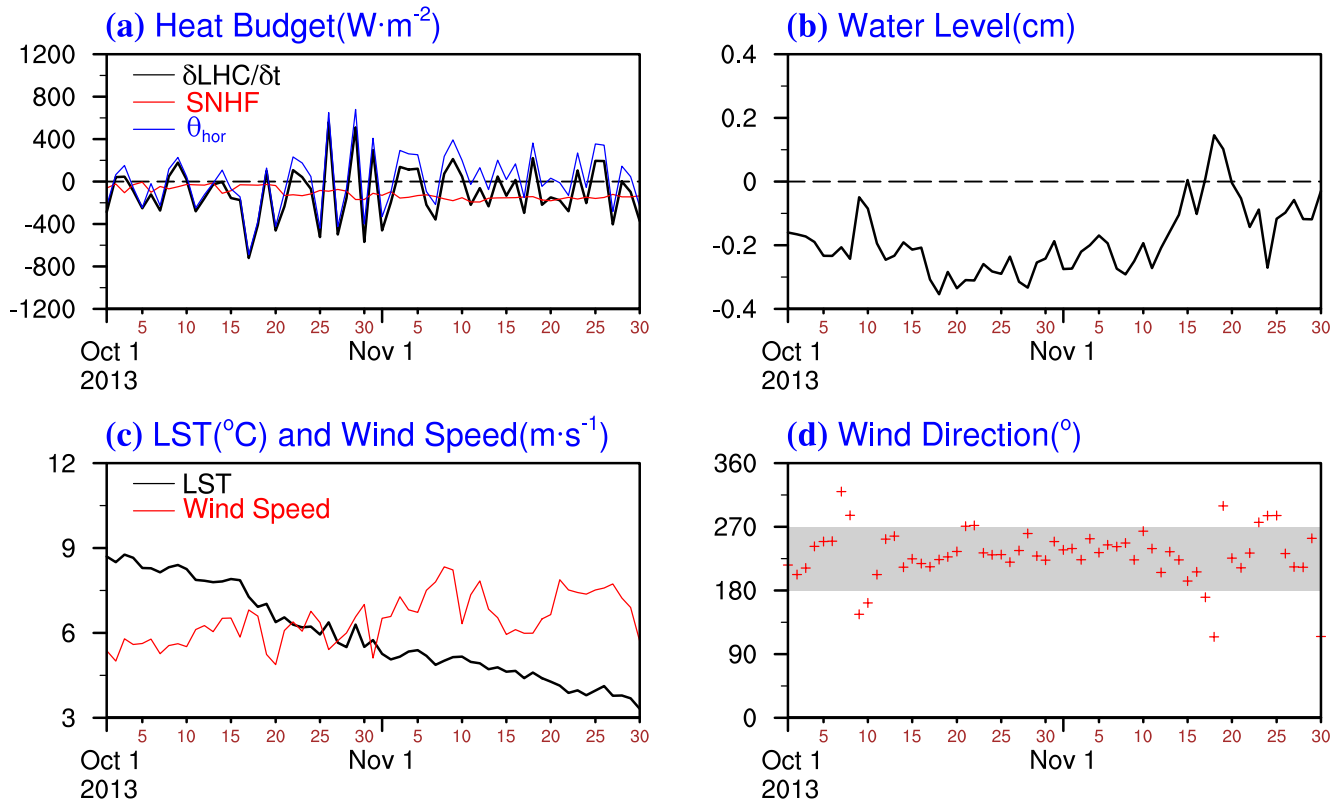 (a) Heat Budget(W·m⁻²)
1200
800
400
0
-400
-800
-1200
δLHC/δt
SNHF
θhor
5 10 15 20 25 30 5 10 15 20 25 30
Oct 1 Nov 1
2013
(b) Water Level(cm)
0.4
0.2
0
-0.2
-0.4
5 10 15 20 25 30 5 10 15 20 25 30
Oct 1 Nov 1
2013
(c) LST(°C) and Wind Speed(m·s⁻¹)
12
9
6
3
LST
Wind Speed
5 10 15 20 25 30 5 10 15 20 25 30
Oct 1 Nov 1
2013
(d) Wind Direction(°)
360
270
180
90
0
5 10 15 20 25 30 5 10 15 20 25 30
Oct 1 Nov 1
2013